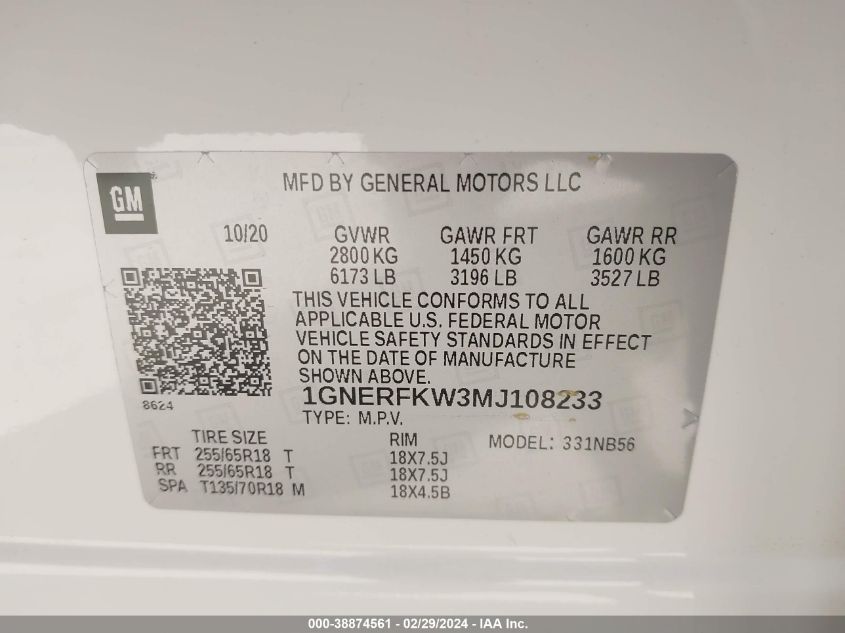 GM
MFD BY GENERAL MOTORS LLC
10/20 GVWR GAWR FRT GAWR RR
2800 KG 1450 KG 1600 KG
6173 LB 3196 LB 3527 LB
THIS VEHICLE CONFORMS TO ALL
APPLICABLE U.S. FEDERAL MOTOR
VEHICLE SAFETY STANDARDS IN EFFECT
ON THE DATE OF MANUFACTURE
SHOWN ABOVE.
8624
1GNERFKW3MJ108233
TYPE: M.P.V.
TIRE SIZE RIM MODEL: 331NB56
FRT 255/65R18 T 18X7.5J
RR 255/65R18 T 18X7.5J
SPA T135/70R18 M 18X4.5B
000-38874561 - 02/29/2024 - IAA Inc.